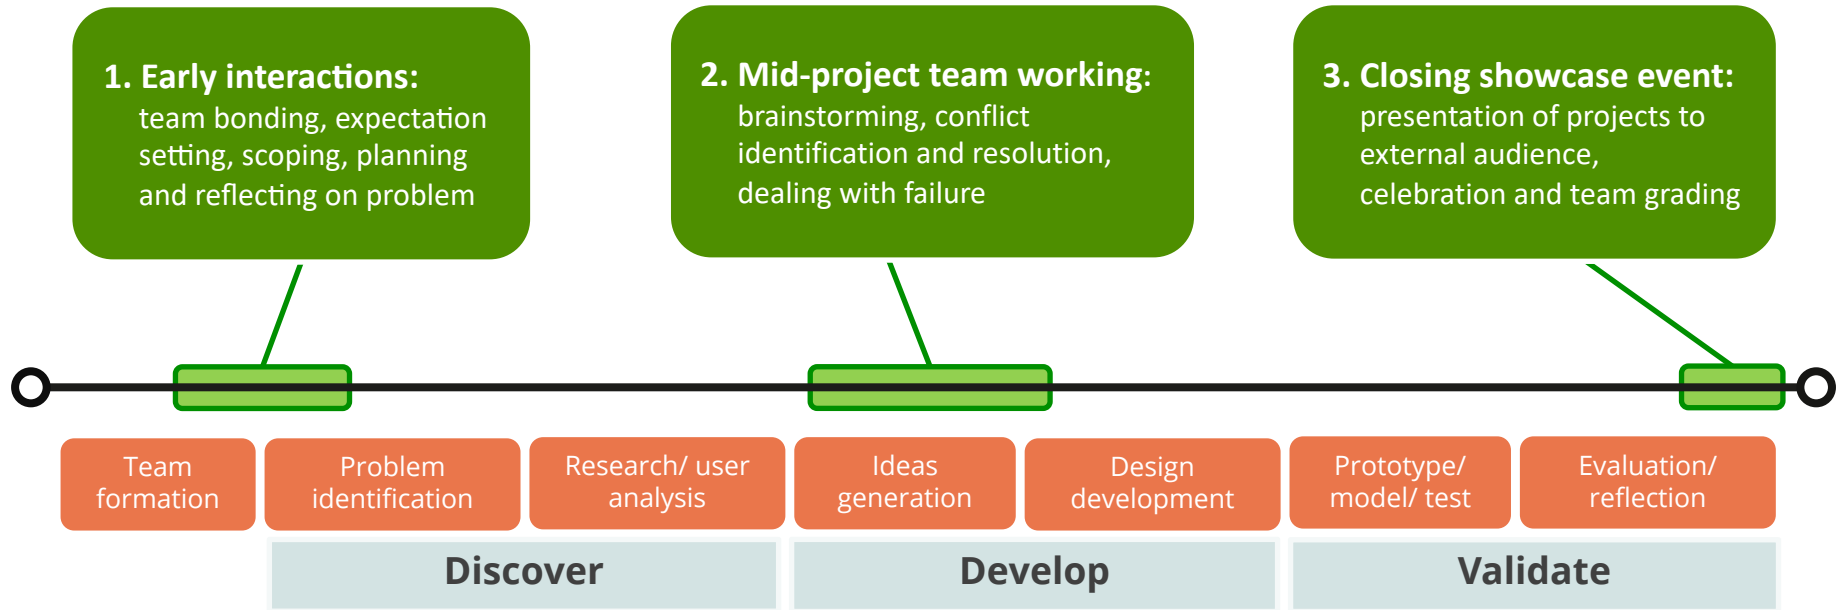 1. Early interactions:
team bonding, expectation
setting, scoping, planning
and reflecting on problem
2. Mid-project team working:
brainstorming, conflict
identification and resolution,
dealing with failure
3. Closing showcase event:
presentation of projects to
external audience,
celebration and team grading
Team
formation
Problem
identification
Research/ user
analysis
Ideas
generation
Design
development
Prototype/
model/ test
Evaluation/
reflection
Discover
Develop
Validate